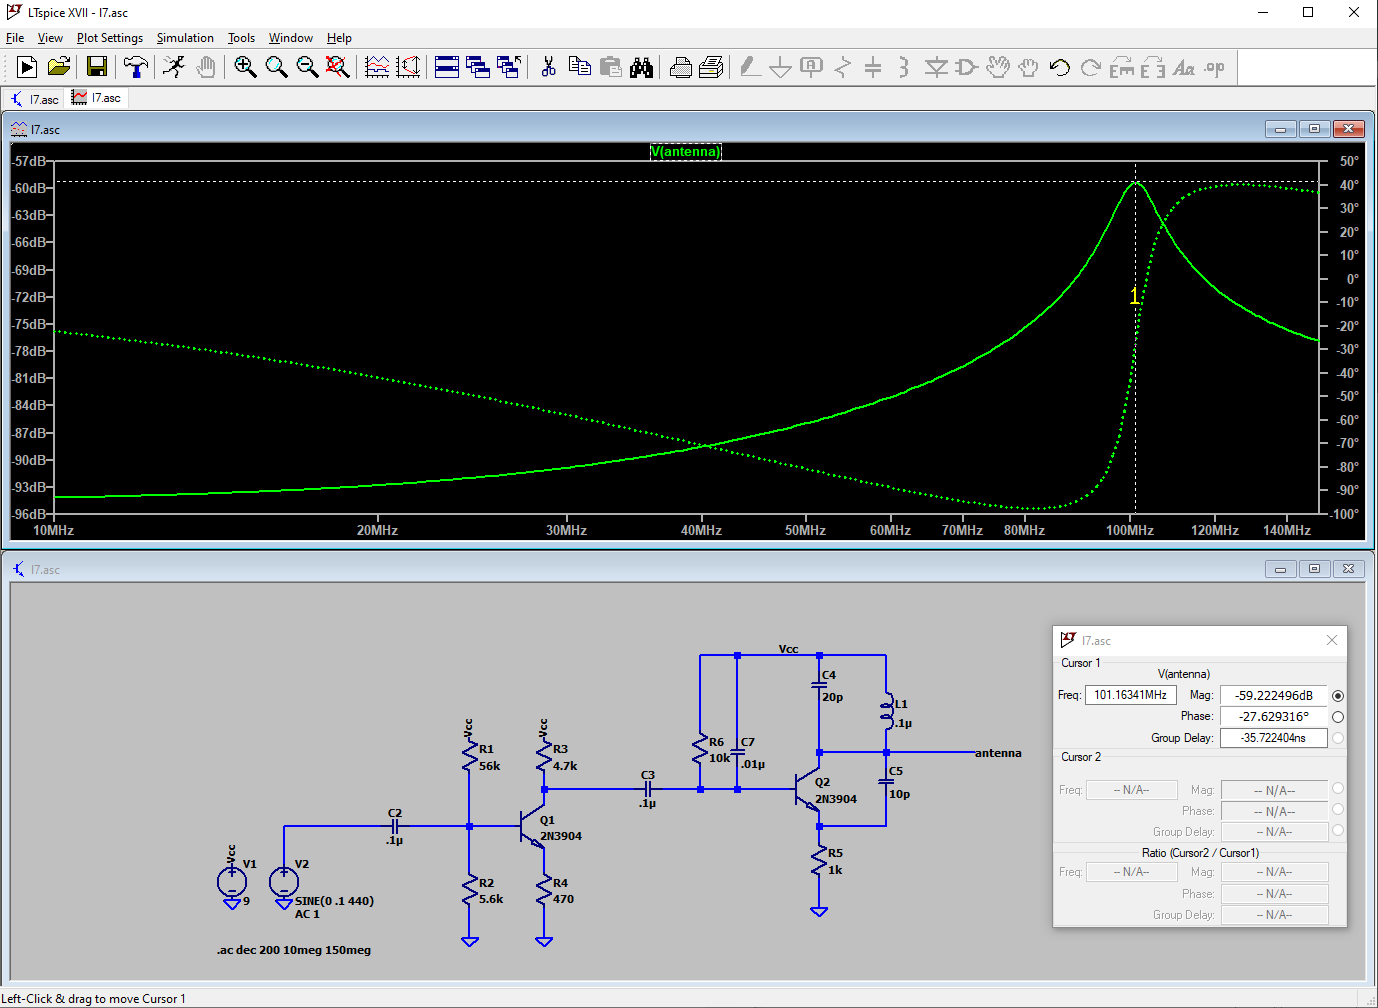 LTspice XVII - I7.asc
File View Plot Settings Simulation Tools Window Help
I7.asc I7.asc
I7.asc
V(antenna)
-57dB 50°
-60dB 40°
-63dB 30°
-66dB 20°
-69dB 10°
-72dB 0°
-75dB -10°
-78dB -20°
-81dB -30°
-84dB -40°
-87dB -50°
-90dB -60°
-93dB -70°
-96dB -80°
-90°
-100°
1
10MHz 20MHz 30MHz 40MHz 50MHz 60MHz 70MHz 80MHz 100MHz 120MHz 140MHz
I7.asc
Vcc
C4
20p
L1
.1µ
R6
10k
C7
.01µ
antenna
C5
10p
Q2
2N3904
R5
1k
Vcc
R1
56k
Vcc
R3
4.7k
C3
.1µ
C2
.1µ
Q1
2N3904
Vcc
V1
9
V2
SINE(0 .1 440)
AC 1
R2
5.6k
R4
470
.ac dec 200 10meg 150meg
I7.asc
Cursor 1
V(antenna)
Freq: 101.16341MHz Mag: -59.222496dB
Phase: -27.629316°
Group Delay: -35.722404ns
Cursor 2
Freq: -- N/A-- Mag: -- N/A--
Phase: -- N/A--
Group Delay: -- N/A--
Ratio (Cursor2 / Cursor1)
Freq: -- N/A-- Mag: -- N/A--
Phase: -- N/A--
Group Delay: -- N/A--
Left-Click & drag to move Cursor 1